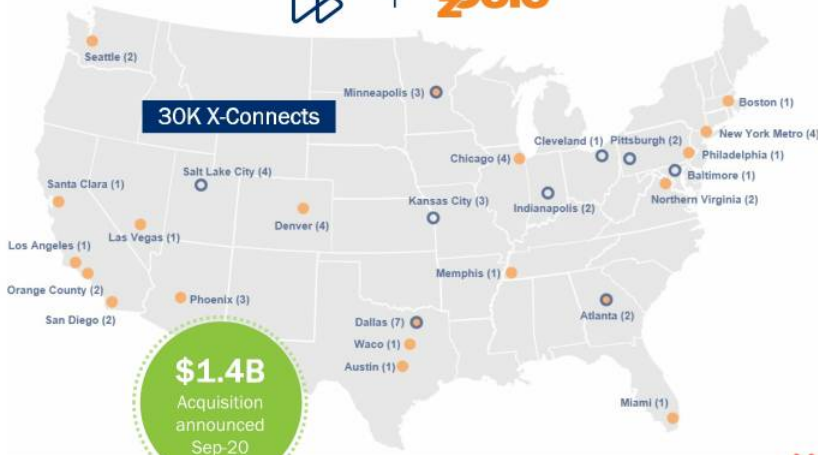 Seattle (2)
Minneapolis (3)
30K X-Connects
Boston (1)
New York Metro (4)
Cleveland (1)
Pittsburgh (2)
Philadelphia (1)
Chicago (4)
Salt Lake City (4)
Baltimore (1)
Santa Clara (1)
Kansas City (3)
Indianapolis (2)
Northern Virginia (2)
Denver (4)
Las Vegas (1)
Los Angeles (1)
Memphis (1)
Orange County (2)
Phoenix (3)
San Diego (2)
Atlanta (2)
Dallas (7)
Waco (1)
Austin (1)
$1.4B
Acquisition
announced
Sep-20
Miami (1)